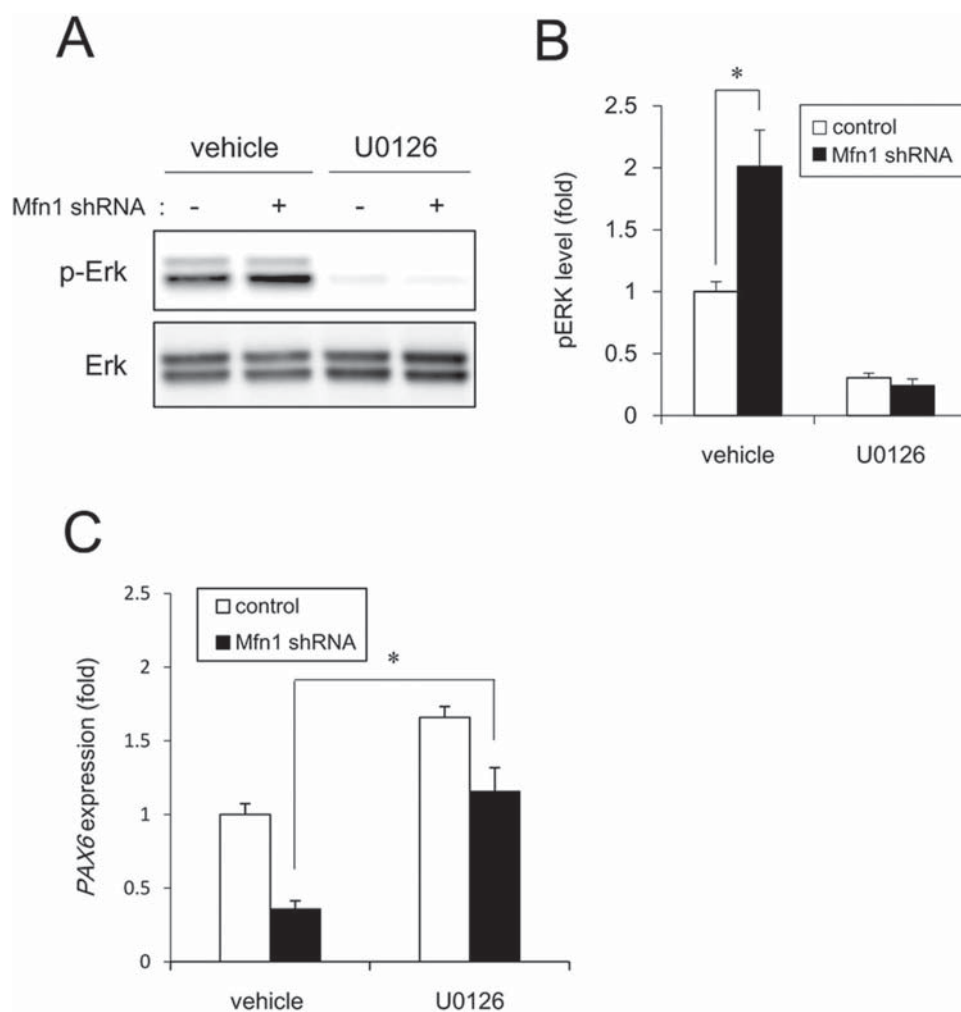 A
vehicle U0126
Mfn1 shRNA : - + - +
p-Erk
Erk
B
*
2.5
2
1.5
1
0.5
0
pERK level (fold)
control
Mfn1 shRNA
vehicle U0126
C
2.5
2
1.5
1
0.5
0
PAX6 expression (fold)
control
Mfn1 shRNA
*
vehicle U0126